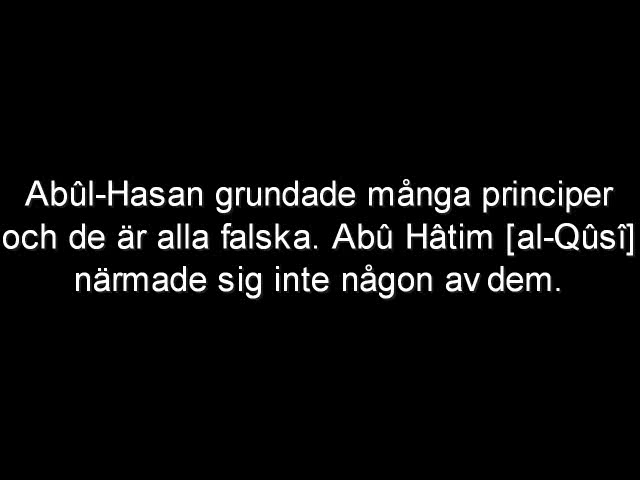 Abûl-Hasan grundade många principer
och de är alla falska. Abû Hâtim [al-Qûsî]
närmade sig inte någon av dem.